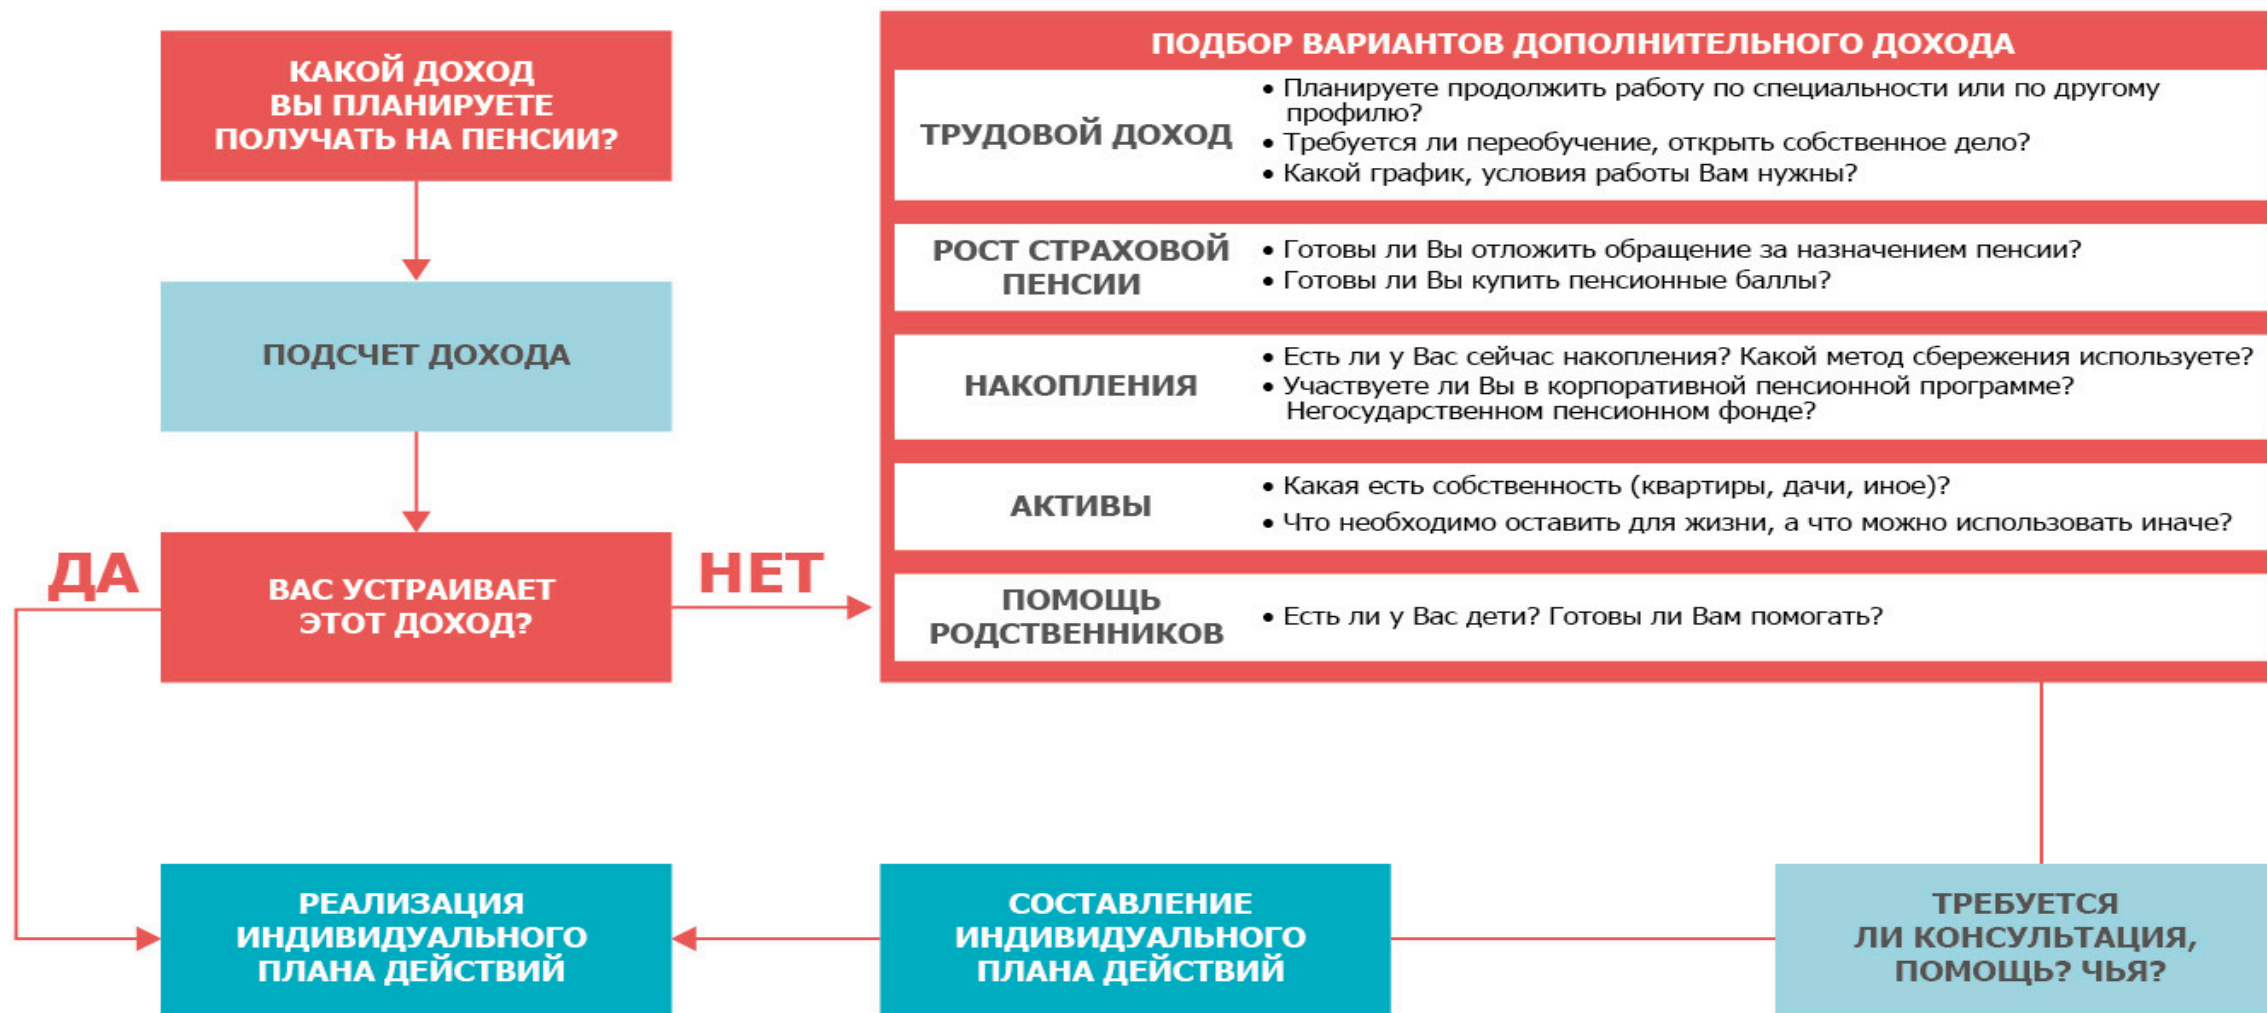 КАКОЙ ДОХОД
ВЫ ПЛАНИРУЕТЕ
ПОЛУЧАТЬ НА ПЕНСИИ?
ПОДСЧЕТ ДОХОДА
ВАС УСТРАИВАЕТ
ЭТОТ ДОХОД?
ДА
НЕТ
ПОДБОР ВАРИАНТОВ ДОПОЛНИТЕЛЬНОГО ДОХОДА
ТРУДОВОЙ ДОХОД
• Планируете продолжить работу по специальности или по другому
профилю?
• Требуется ли переобучение, открыть собственное дело?
• Какой график, условия работы Вам нужны?
РОСТ СТРАХОВОЙ
ПЕНСИИ
• Готовы ли Вы отложить обращение за назначением пенсии?
• Готовы ли Вы купить пенсионные баллы?
НАКОПЛЕНИЯ
• Есть ли у Вас сейчас накопления? Какой метод сбережения используете?
• Участвуете ли Вы в корпоративной пенсионной программе?
Негосударственном пенсионном фонде?
АКТИВЫ
• Какая есть собственность (квартиры, дачи, иное)?
• Что необходимо оставить для жизни, а что можно использовать иначе?
ПОМОЩЬ
РОДСТВЕННИКОВ
• Есть ли у Вас дети? Готовы ли Вам помогать?
ТРЕБУЕТСЯ
ЛИ КОНСУЛЬТАЦИЯ,
ПОМОЩЬ? ЧЬЯ?
СОСТАВЛЕНИЕ
ИНДИВИДУАЛЬНОГО
ПЛАНА ДЕЙСТВИЙ
РЕАЛИЗАЦИЯ
ИНДИВИДУАЛЬНОГО
ПЛАНА ДЕЙСТВИЙ